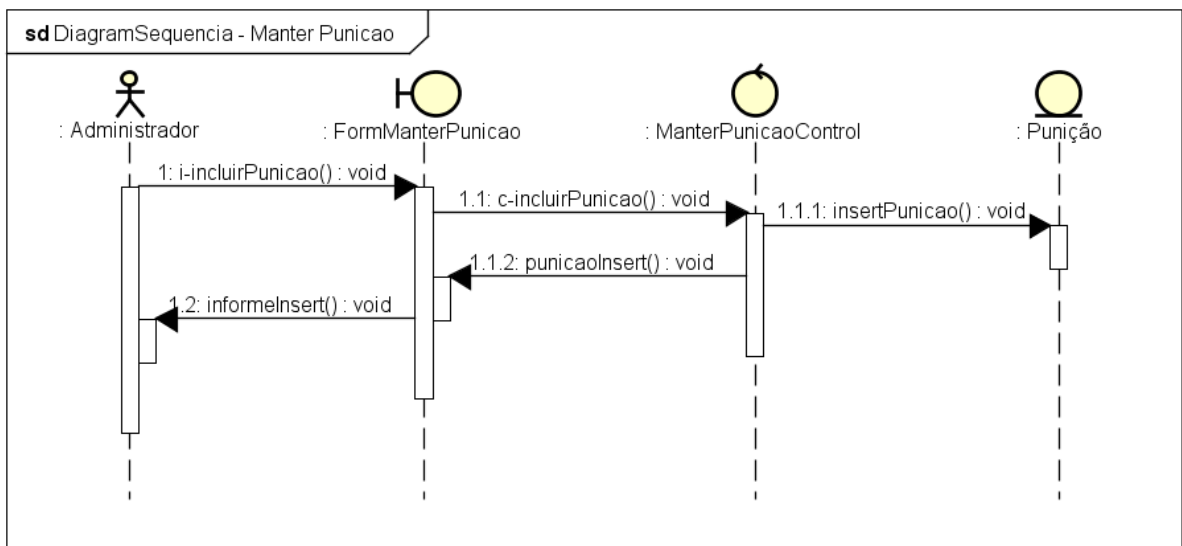 sd DiagramSequencia - Manter Punicao
: Administrador
: FormManterPunicao
: ManterPunicaoControl
: Punição
1: i-incluirPunicao() : void
1.1: c-incluirPunicao() : void
1.1.1: insertPunicao() : void
1.1.2: punicaoInsert() : void
1.2: informeInsert() : void